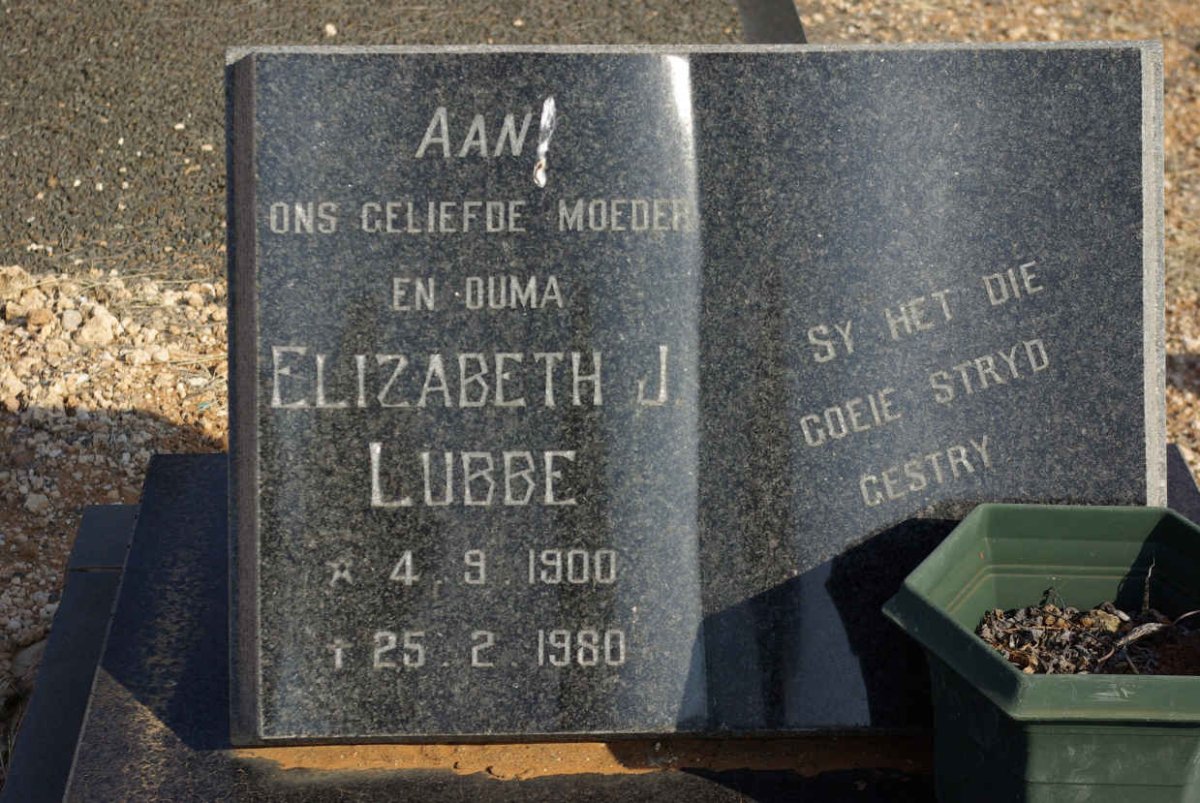 AAN
ONS GELIEFDE MOEDER
EN OUMA
ELIZABETH J.
LUBBE
* 4.9.1900
† 25.2.1980
SY HET DIE
GOEIE STRYD
GESTRY